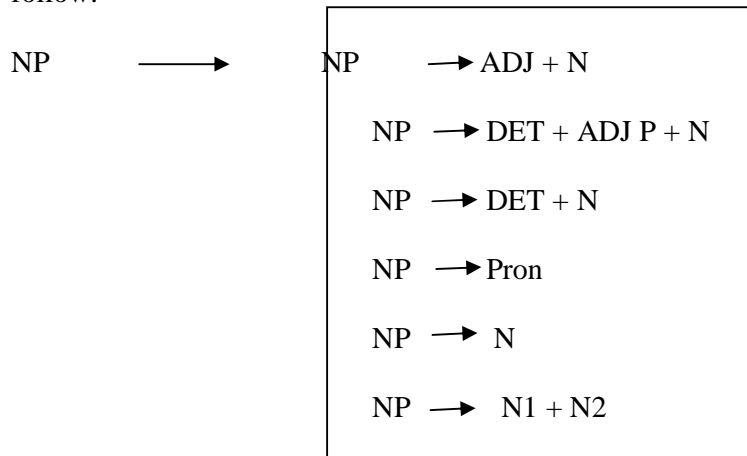 follow:
NP → NP → ADJ + N
NP → DET + ADJ P + N
NP → DET + N
NP → Pron
NP → N
NP → N1 + N2